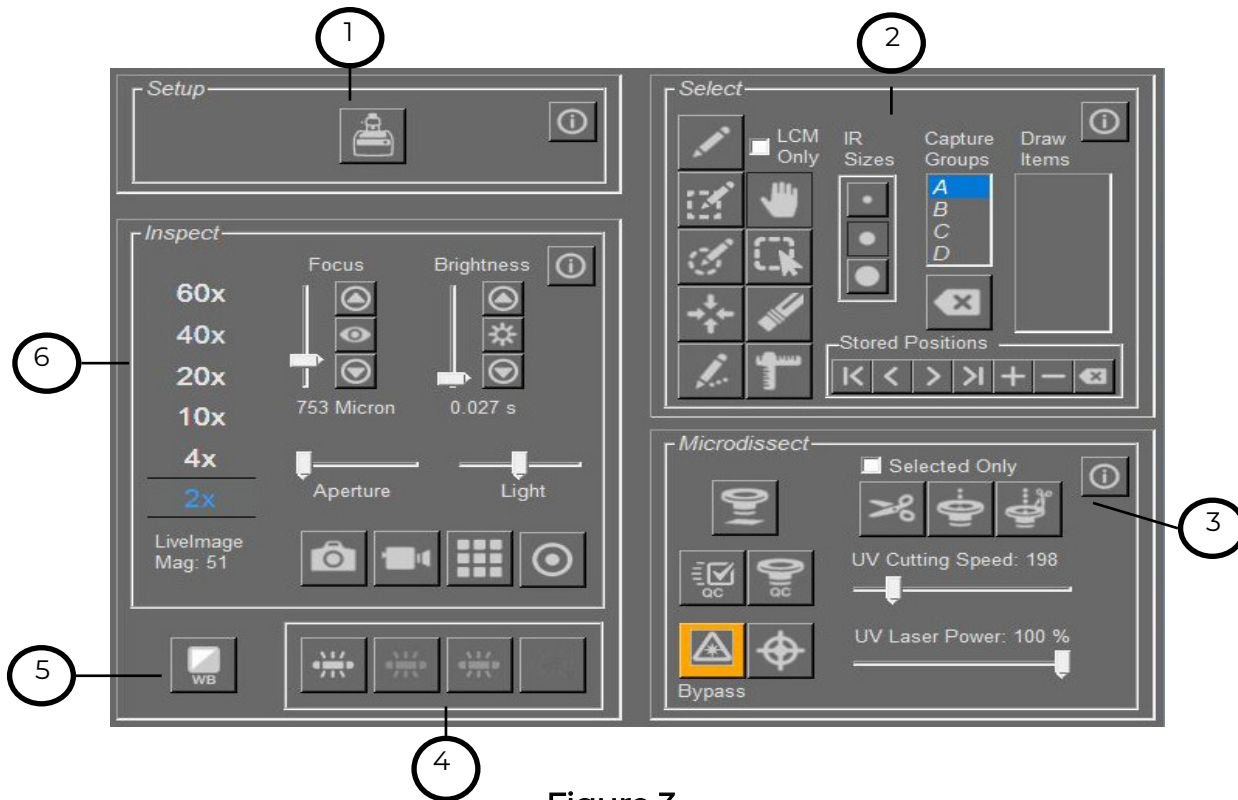 1
2
Setup
Select
LCM Only
IR Sizes
Capture Groups
Draw Items
A
B
C
D
Stored Positions
Inspect
Focus
Brightness
60x
40x
20x
10x
4x
2x
753 Micron
0.027 s
Aperture
Light
LiveImage
Mag: 51
6
Microdissect
Selected Only
3
UV Cutting Speed: 198
QC
QC
UV Laser Power: 100 %
Bypass
5
WB
4